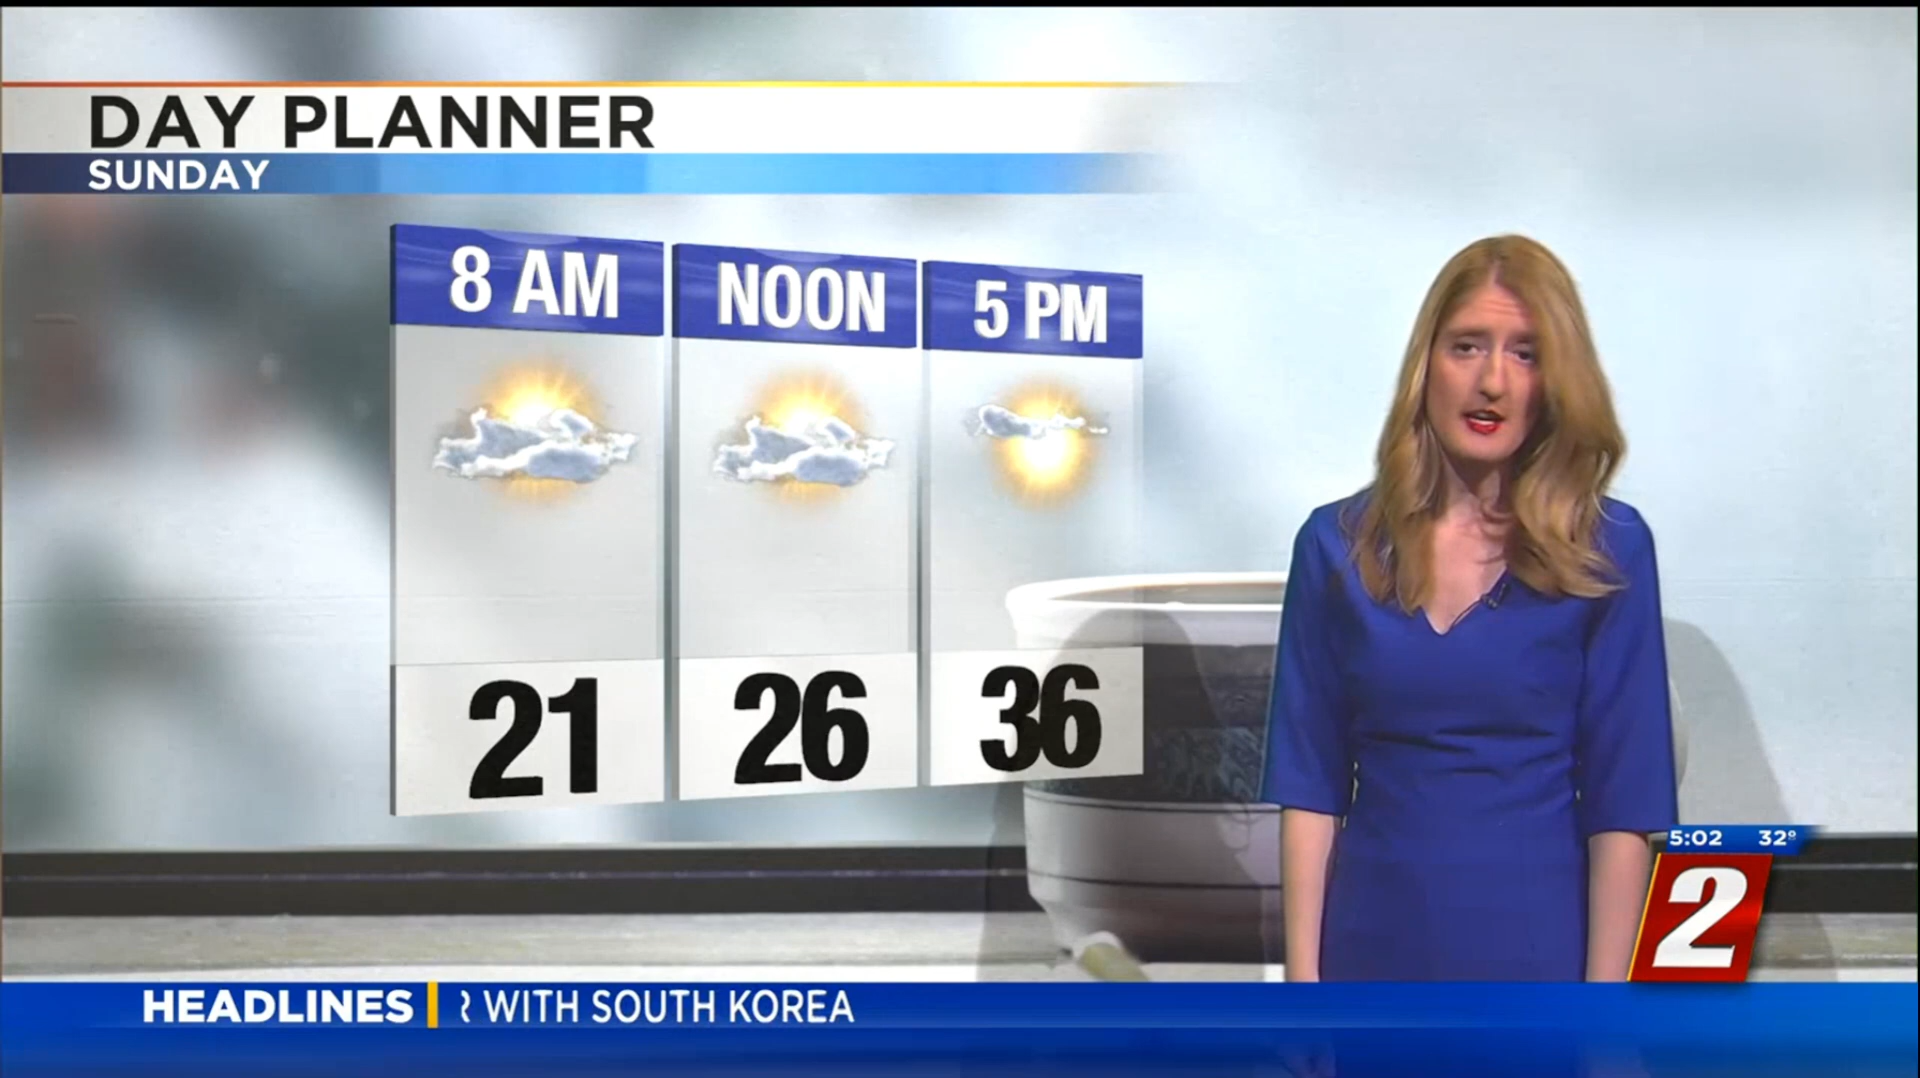 DAY PLANNER
SUNDAY
8 AM
NOON
5 PM
21
26
36
5:02 32°
2
HEADLINES
WITH SOUTH KOREA